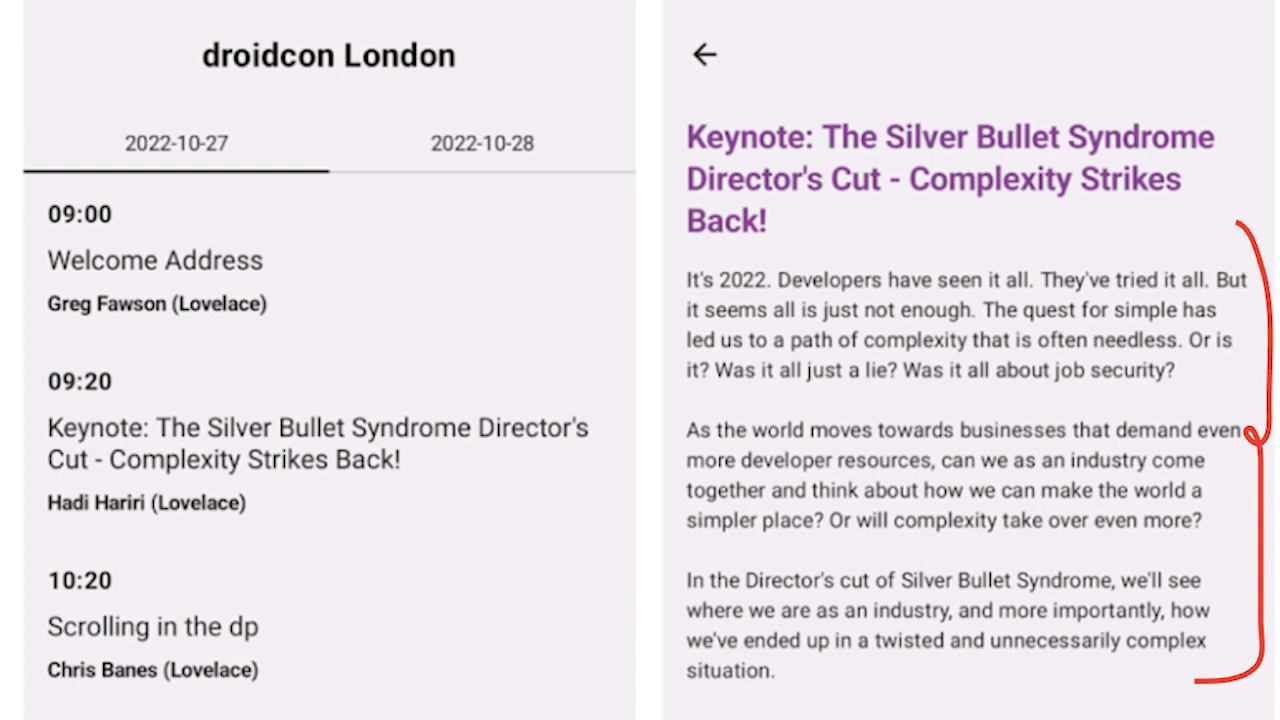 droidcon London
2022-10-27
2022-10-28
09:00
Welcome Address
Greg Fawson (Lovelace)
09:20
Keynote: The Silver Bullet Syndrome Director's
Cut - Complexity Strikes Back!
Hadi Hariri (Lovelace)
10:20
Scrolling in the dp
Chris Banes (Lovelace)
Keynote: The Silver Bullet Syndrome
Director's Cut - Complexity Strikes
Back!
It's 2022. Developers have seen it all. They've tried it all. But
it seems all is just not enough. The quest for simple has
led us to a path of complexity that is often needless. Or is
it? Was it all just a lie? Was it all about job security?
As the world moves towards businesses that demand even
more developer resources, can we as an industry come
together and think about how we can make the world a
simpler place? Or will complexity take over even more?
In the Director's cut of Silver Bullet Syndrome, we'll see
where we are as an industry, and more importantly, how
we've ended up in a twisted and unnecessarily complex
situation.